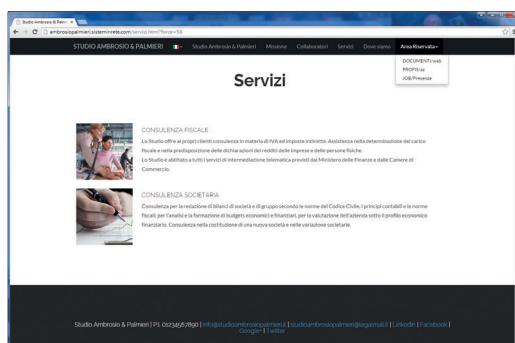 Studio Ambrosio & Palmieri
ambrosiopalmieri.sisteminrete.com/servizi.html?force=58
STUDIO AMBROSIO & PALMIERI Studio Ambrosio & Palmieri Missione Collaboratori Servizi Dove siamo Area Riservata
DOCUMENTI/web
PROFIS/az
JOB/Presenze
Servizi
CONSULENZA FISCALE
Lo Studio offre ai propri clienti consulenza in materia di IVA ed imposte indirette. Assistenza nella determinazione del carico
fiscale e nella predisposizione delle dichiarazioni dei redditi delle imprese e delle persone fisiche.
Lo Studio è abilitato a tutti i servizi di intermediazione telematica previsti dal Ministero delle Finanze e dalle Camere di
Commercio.
CONSULENZA SOCIETARIA
Consulenza per la redazione di bilanci di società e di gruppo secondo le norme del Codice Civile, i principi contabili e le norme
fiscali; per l'analisi e la formazione di budgets economici e finanziari, per la valutazione dell'azienda sotto il profilo economico
finanziario. Consulenza nella costituzione di una nuova società e nelle variazione societarie.
Studio Ambrosio & Palmieri | P.I. 01234567890 | info@studioambrosiopalmieri.it | studioambrosiopalmieri@legalmail.it | Linkedin | Facebook |
Google+ | Twitter